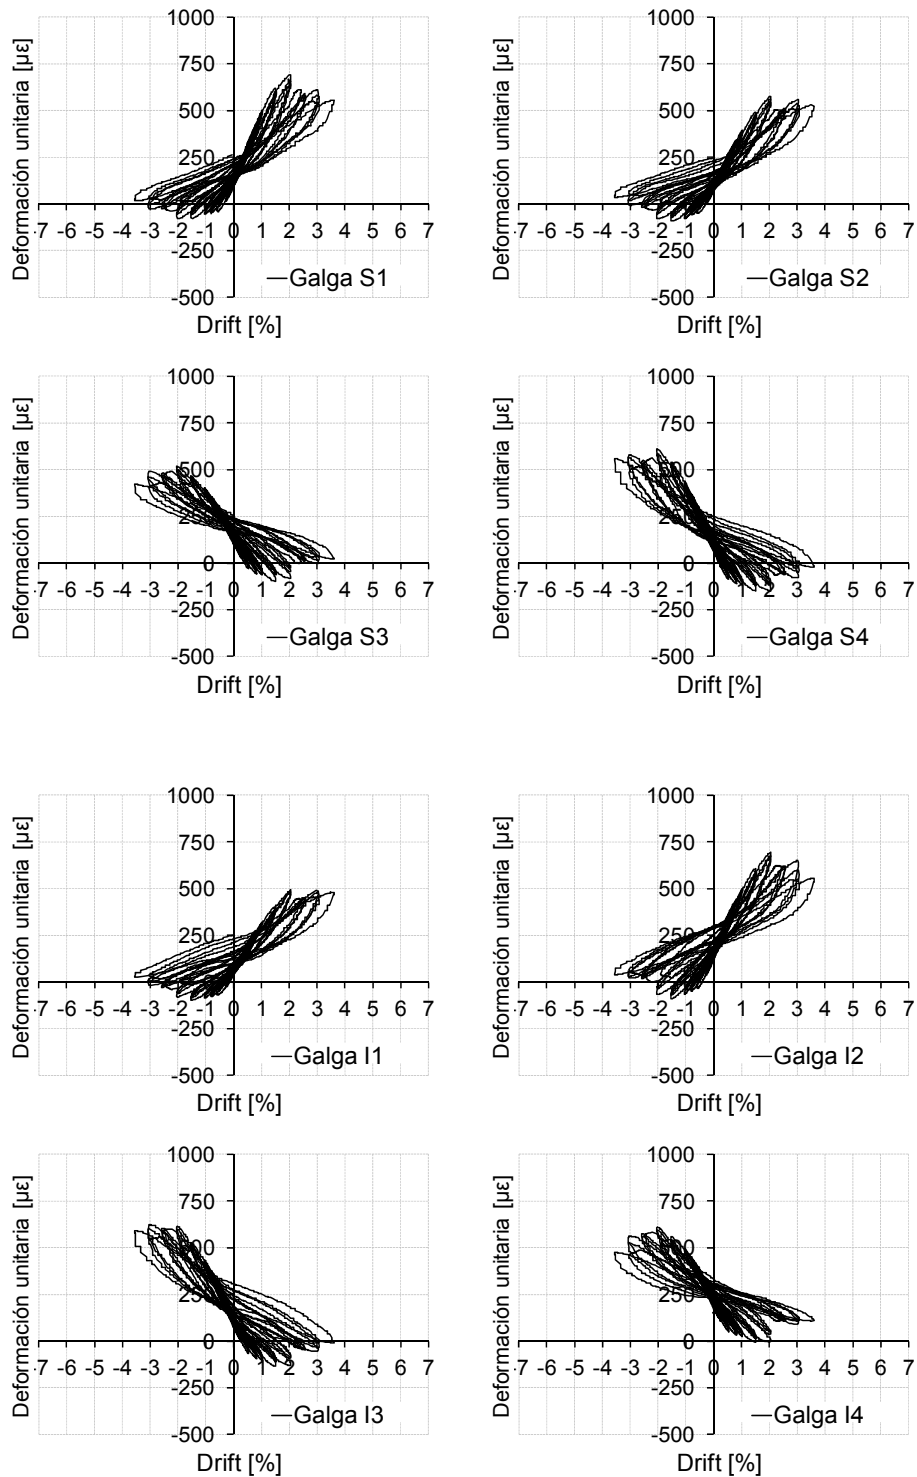 Deformación unitaria [µε]
1000
750
500
250
0
-7 -6 -5 -4 -3 -2 -1 0 1 2 3 4 5 6 7
-250
-500
Galga S1
Drift [%]
Deformación unitaria [µε]
1000
750
500
250
0
-7 -6 -5 -4 -3 -2 -1 0 1 2 3 4 5 6 7
-250
-500
Galga S2
Drift [%]
Deformación unitaria [µε]
1000
750
500
250
0
-7 -6 -5 -4 -3 -2 -1 0 1 2 3 4 5 6 7
-250
-500
Galga S3
Drift [%]
Deformación unitaria [µε]
1000
750
500
250
0
-7 -6 -5 -4 -3 -2 -1 0 1 2 3 4 5 6 7
-250
-500
Galga S4
Drift [%]
Deformación unitaria [µε]
1000
750
500
250
0
-7 -6 -5 -4 -3 -2 -1 0 1 2 3 4 5 6 7
-250
-500
Galga I1
Drift [%]
Deformación unitaria [µε]
1000
750
500
250
0
-7 -6 -5 -4 -3 -2 -1 0 1 2 3 4 5 6 7
-250
-500
Galga I2
Drift [%]
Deformación unitaria [µε]
1000
750
500
250
0
-7 -6 -5 -4 -3 -2 -1 0 1 2 3 4 5 6 7
-250
-500
Galga I3
Drift [%]
Deformación unitaria [µε]
1000
750
500
250
0
-7 -6 -5 -4 -3 -2 -1 0 1 2 3 4 5 6 7
-250
-500
Galga I4
Drift [%]